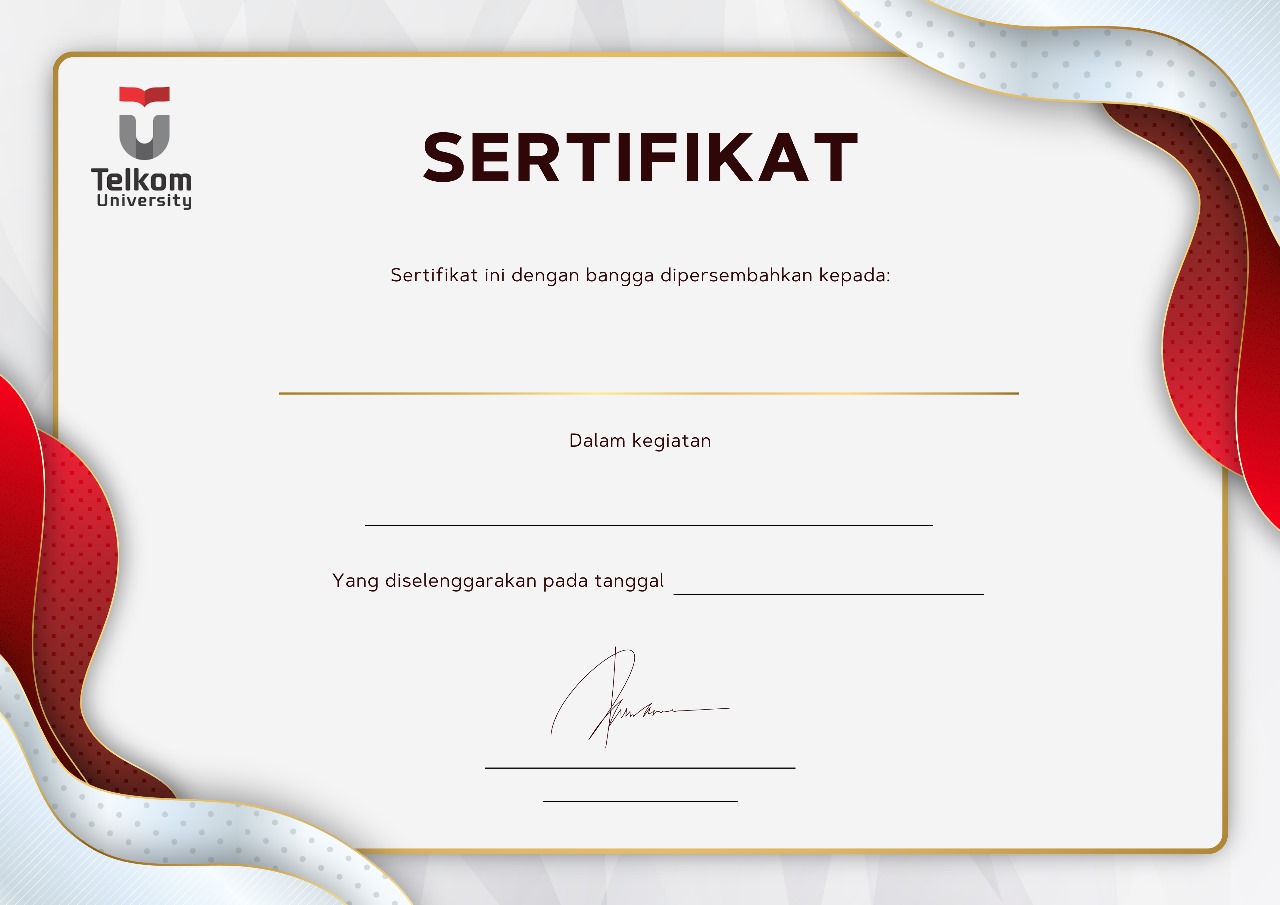 Telkom
University
SERTIFIKAT
Sertifikat ini dengan bangga dipersembahkan kepada:
Dalam kegiatan
Yang diselenggarakan pada tanggal